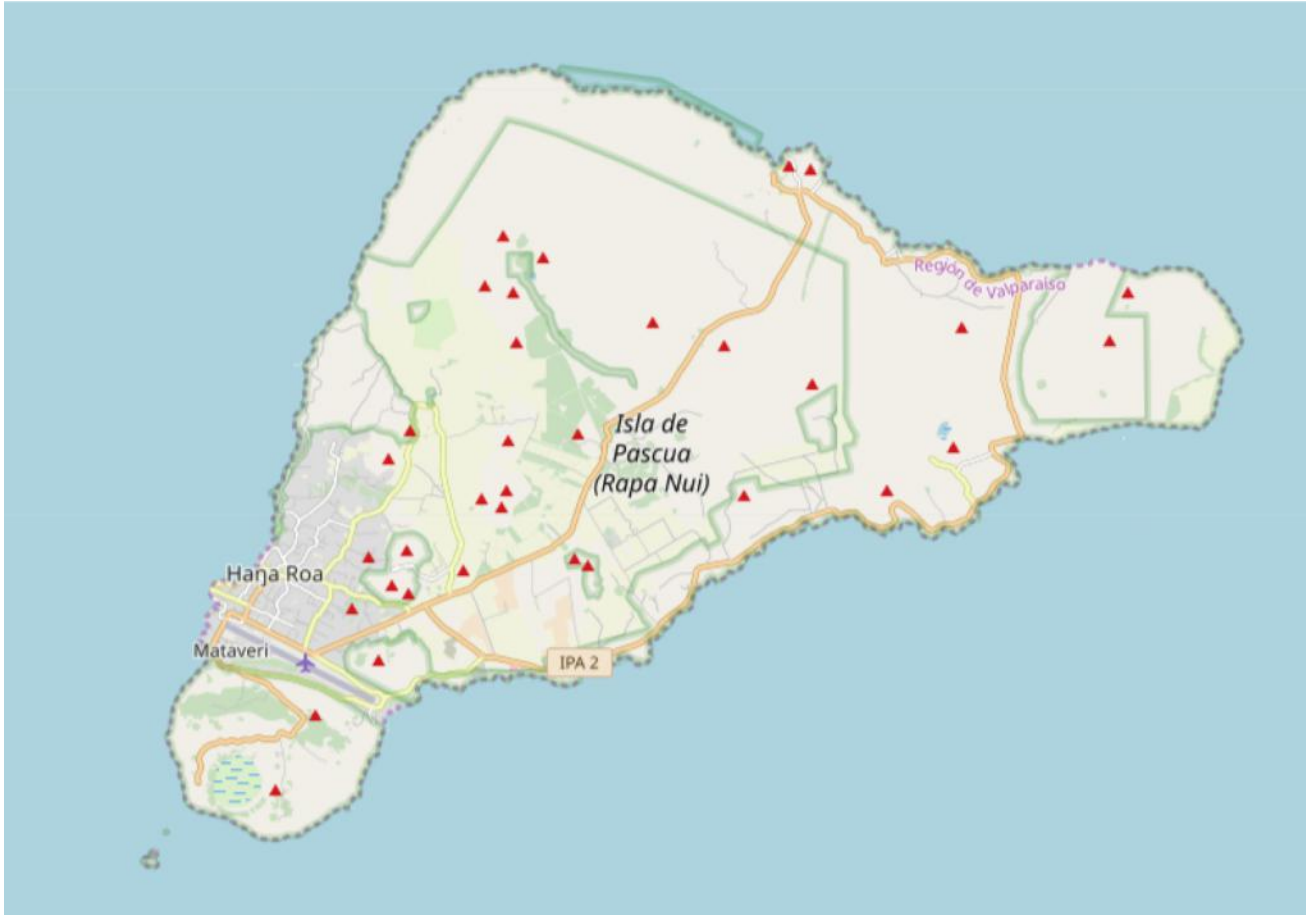 Región de Valparaíso
Isla de
Pascua
(Rapa Nui)
Haŋa Roa
Mataveri
IPA 2